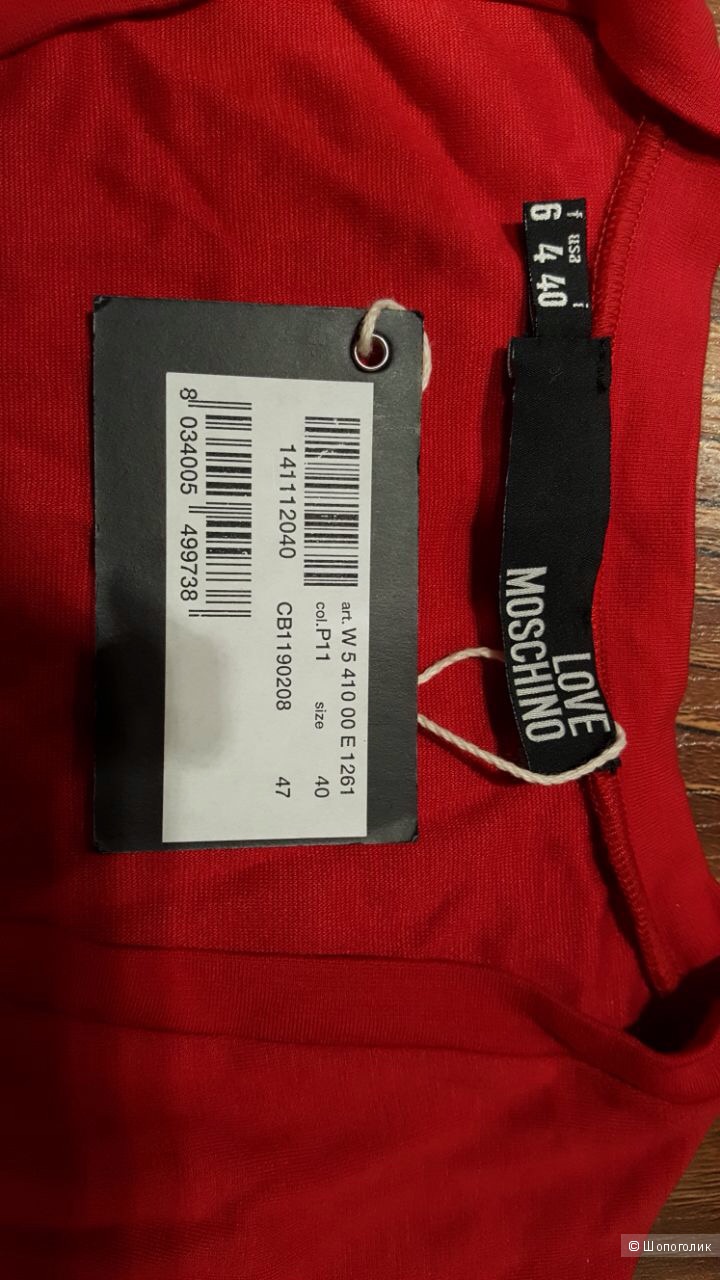 141112040
art. W 5 410 00 E 1261
col. P11 size 40
CB1190208 47
8 034005 499738
f usa i
6 4 40
LOVE
MOSCHINO
© Шопоголик